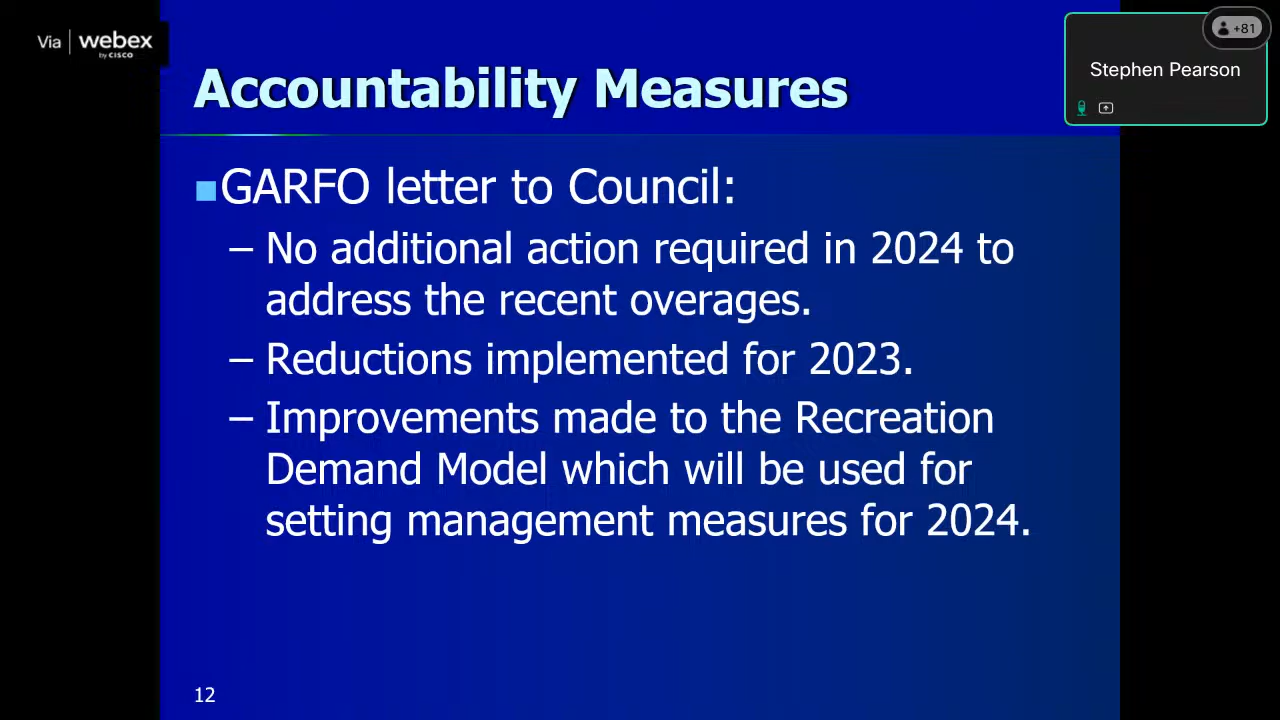 Via webex
by CISCO
+81
Stephen Pearson
Accountability Measures
GARFO letter to Council:
– No additional action required in 2024 to
address the recent overages.
– Reductions implemented for 2023.
– Improvements made to the Recreation
Demand Model which will be used for
setting management measures for 2024.
12